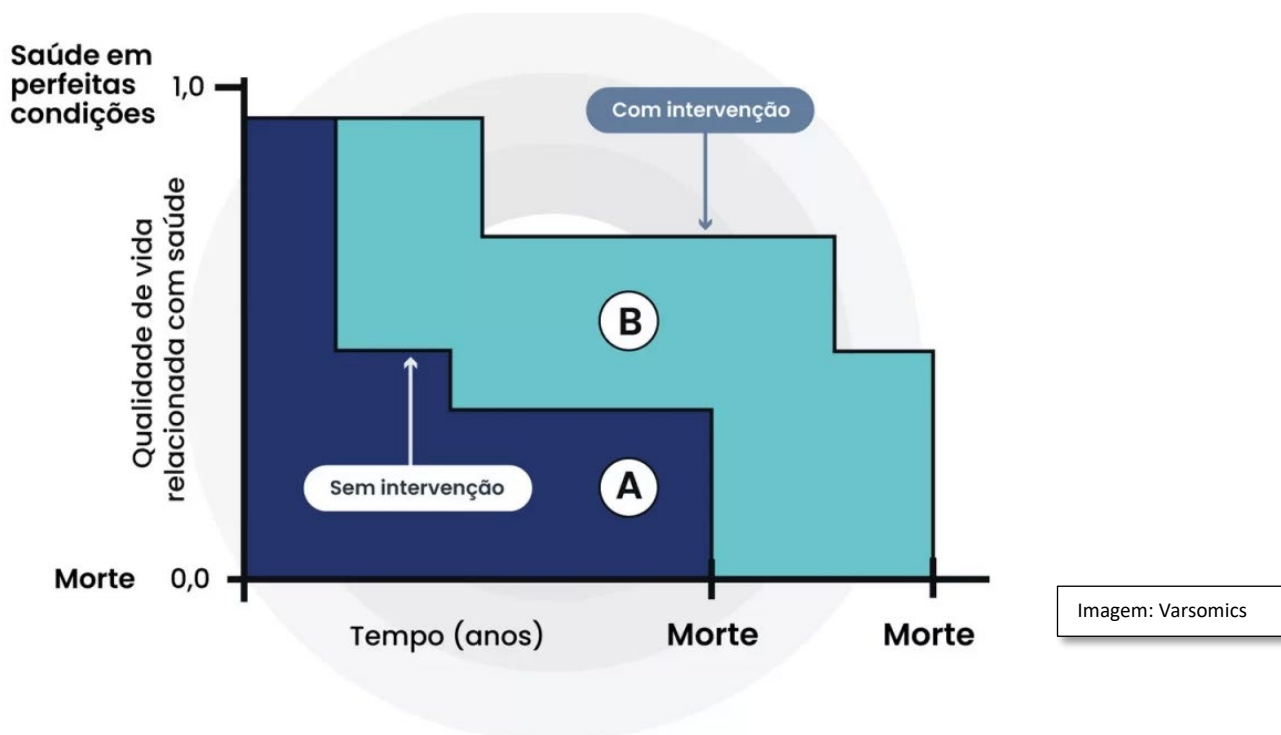 Saúde em
perfeitas
condições
1,0
Com intervenção
Qualidade de vida
relacionada com saúde
B
A
Sem intervenção
Morte
0,0
Tempo (anos)
Morte
Morte
Imagem: Varsomics